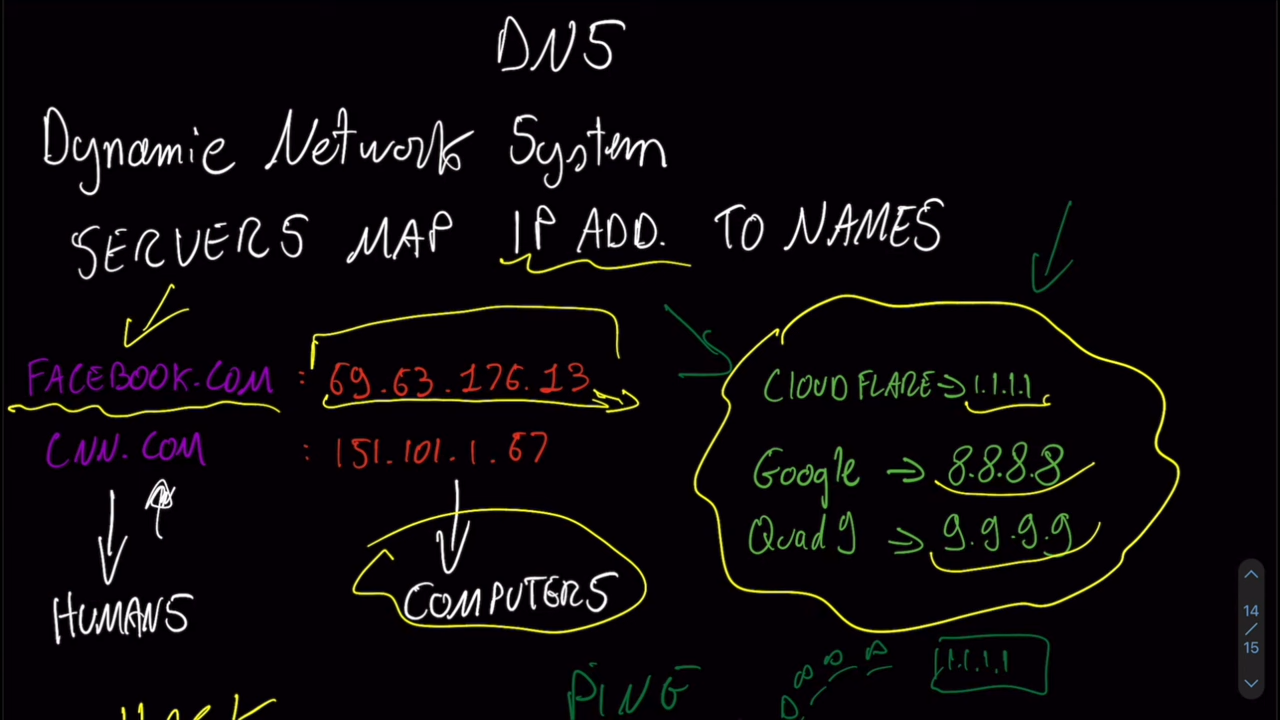 DNS
Dynamic Network System
SERVERS MAP IP ADD. TO NAMES
FACEBOOK.COM : 69.63.176.13
CNN.COM : 151.101.1.67
HUMANS
COMPUTERS
CLOUDFLARE → 1.1.1.1
Google → 8.8.8.8
Quad9 → 9.9.9.9
PING
1.1.1.1
14
/
15